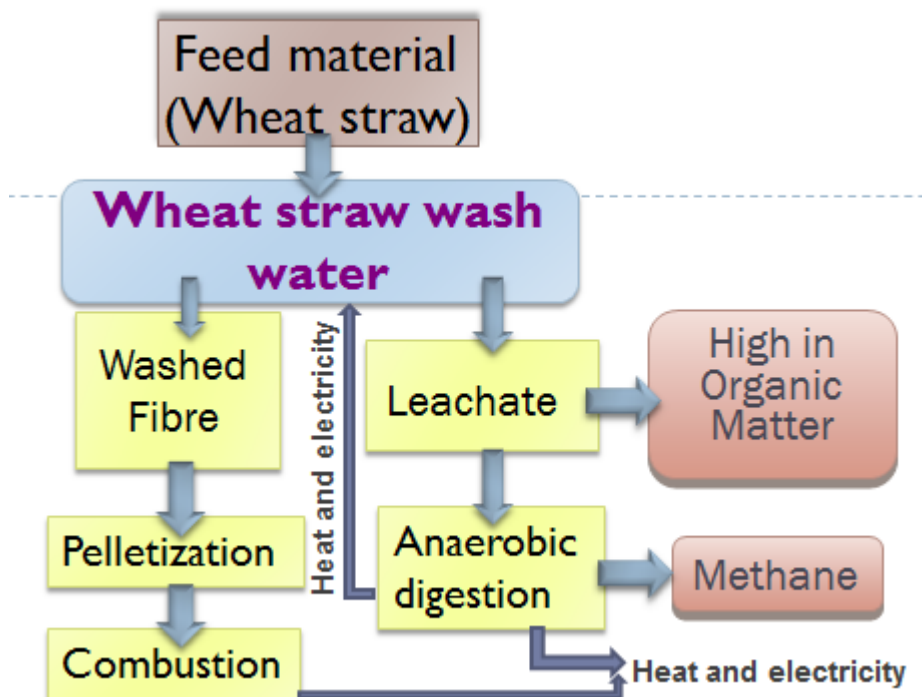 Feed material
(Wheat straw)
Wheat straw wash
water
Washed
Fibre
Pelletization
Combustion
Heat and electricity
Leachate
High in
Organic
Matter
Anaerobic
digestion
Methane
Heat and electricity